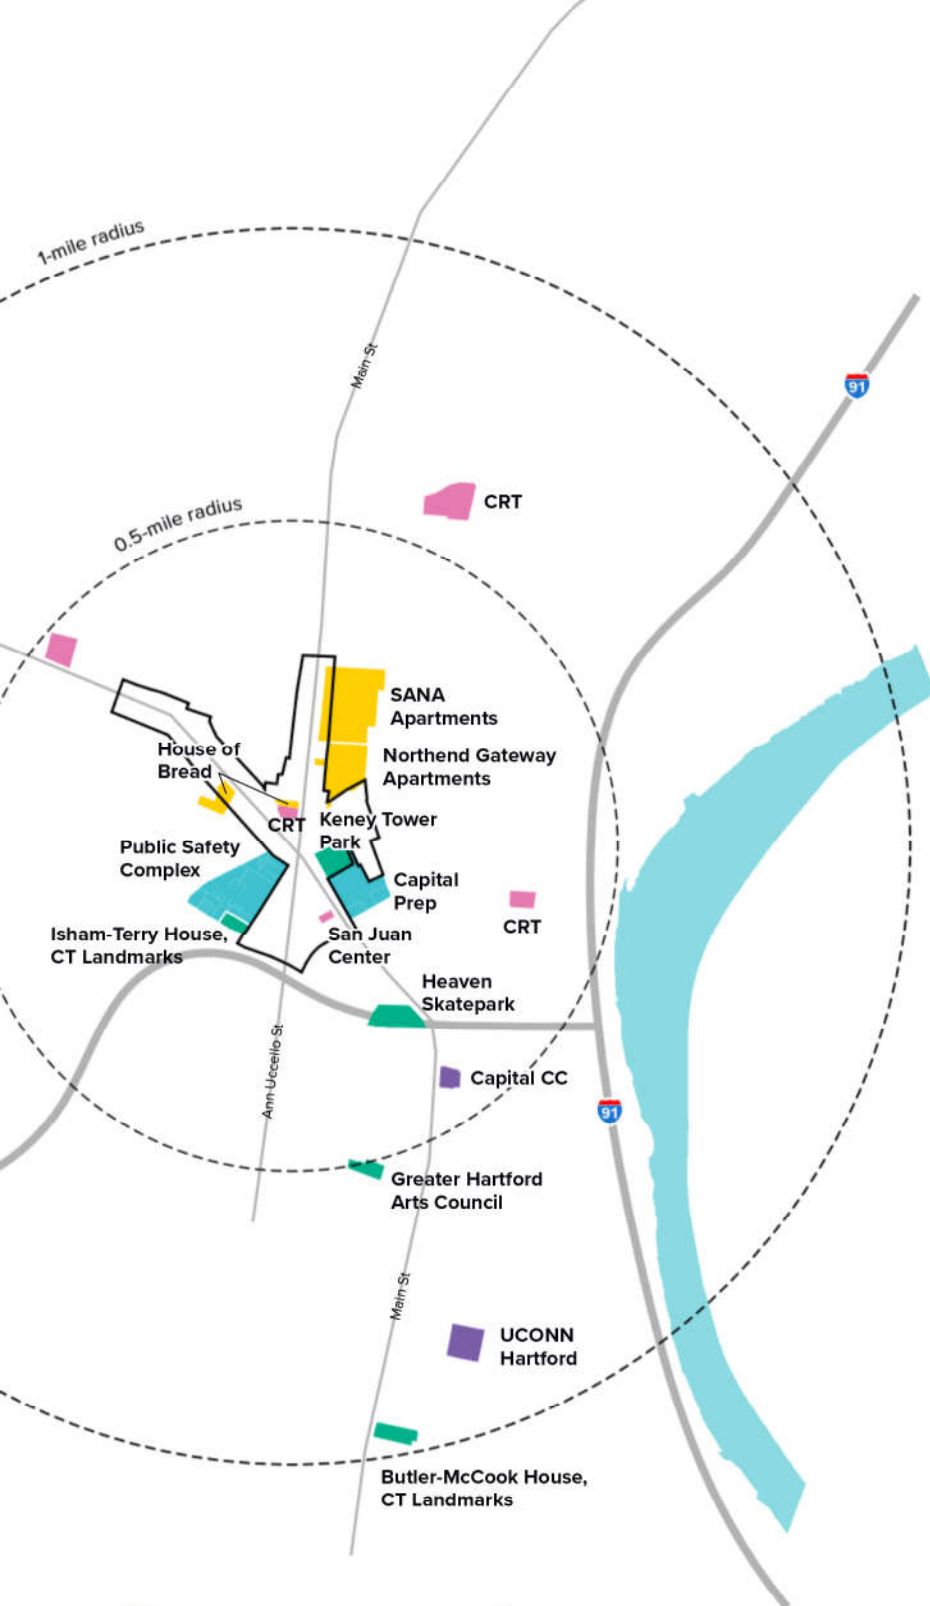 1-mile radius
Main St
91
CRT
0.5-mile radius
SANA
Apartments
House of
Bread
Northend Gateway
Apartments
CRT
Keney Tower
Park
Public Safety
Complex
Capital
Prep
CRT
Isham-Terry House,
CT Landmarks
San Juan
Center
Heaven
Skatepark
Ann Uccello St
Capital CC
91
Greater Hartford
Arts Council
Main St
UCONN
Hartford
Butler-McCook House,
CT Landmarks